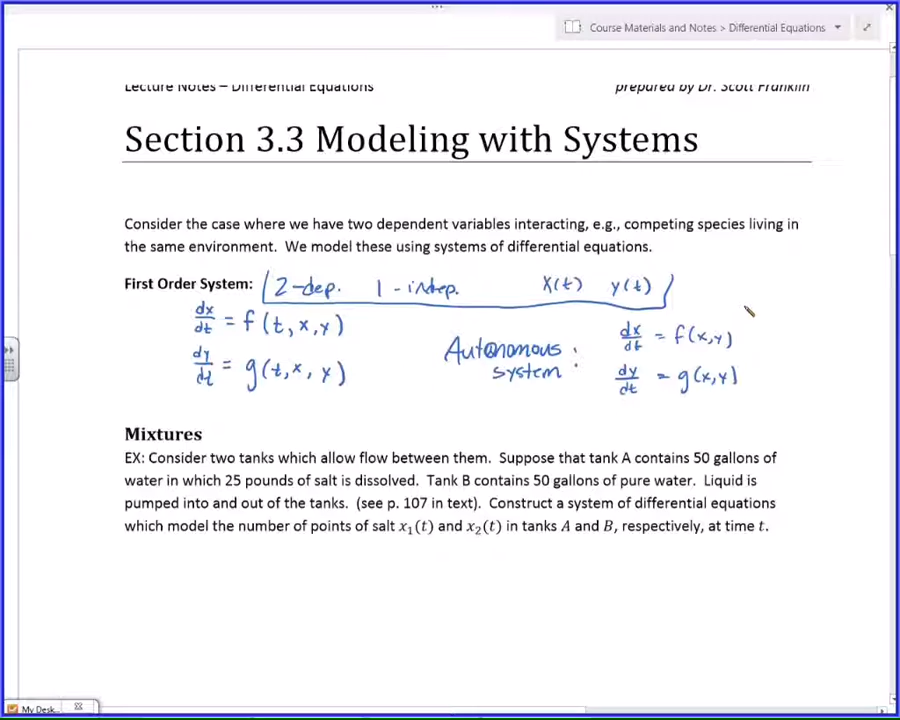 Course Materials and Notes > Differential Equations
Lecture Notes – Differential Equations prepared by Dr. Scott Franklin
Section 3.3 Modeling with Systems
Consider the case where we have two dependent variables interacting, e.g., competing species living in
the same environment. We model these using systems of differential equations.
First Order System: 2-dep. 1-indep. x(t) y(t)
dx/dt = f(t,x,y)
dy/dt = g(t,x,y)
Autonomous system:
dx/dt = f(x,y)
dy/dt = g(x,y)
Mixtures
EX: Consider two tanks which allow flow between them. Suppose that tank A contains 50 gallons of
water in which 25 pounds of salt is dissolved. Tank B contains 50 gallons of pure water. Liquid is
pumped into and out of the tanks. (see p. 107 in text). Construct a system of differential equations
which model the number of points of salt x₁(t) and x₂(t) in tanks A and B, respectively, at time t.
My Desk...